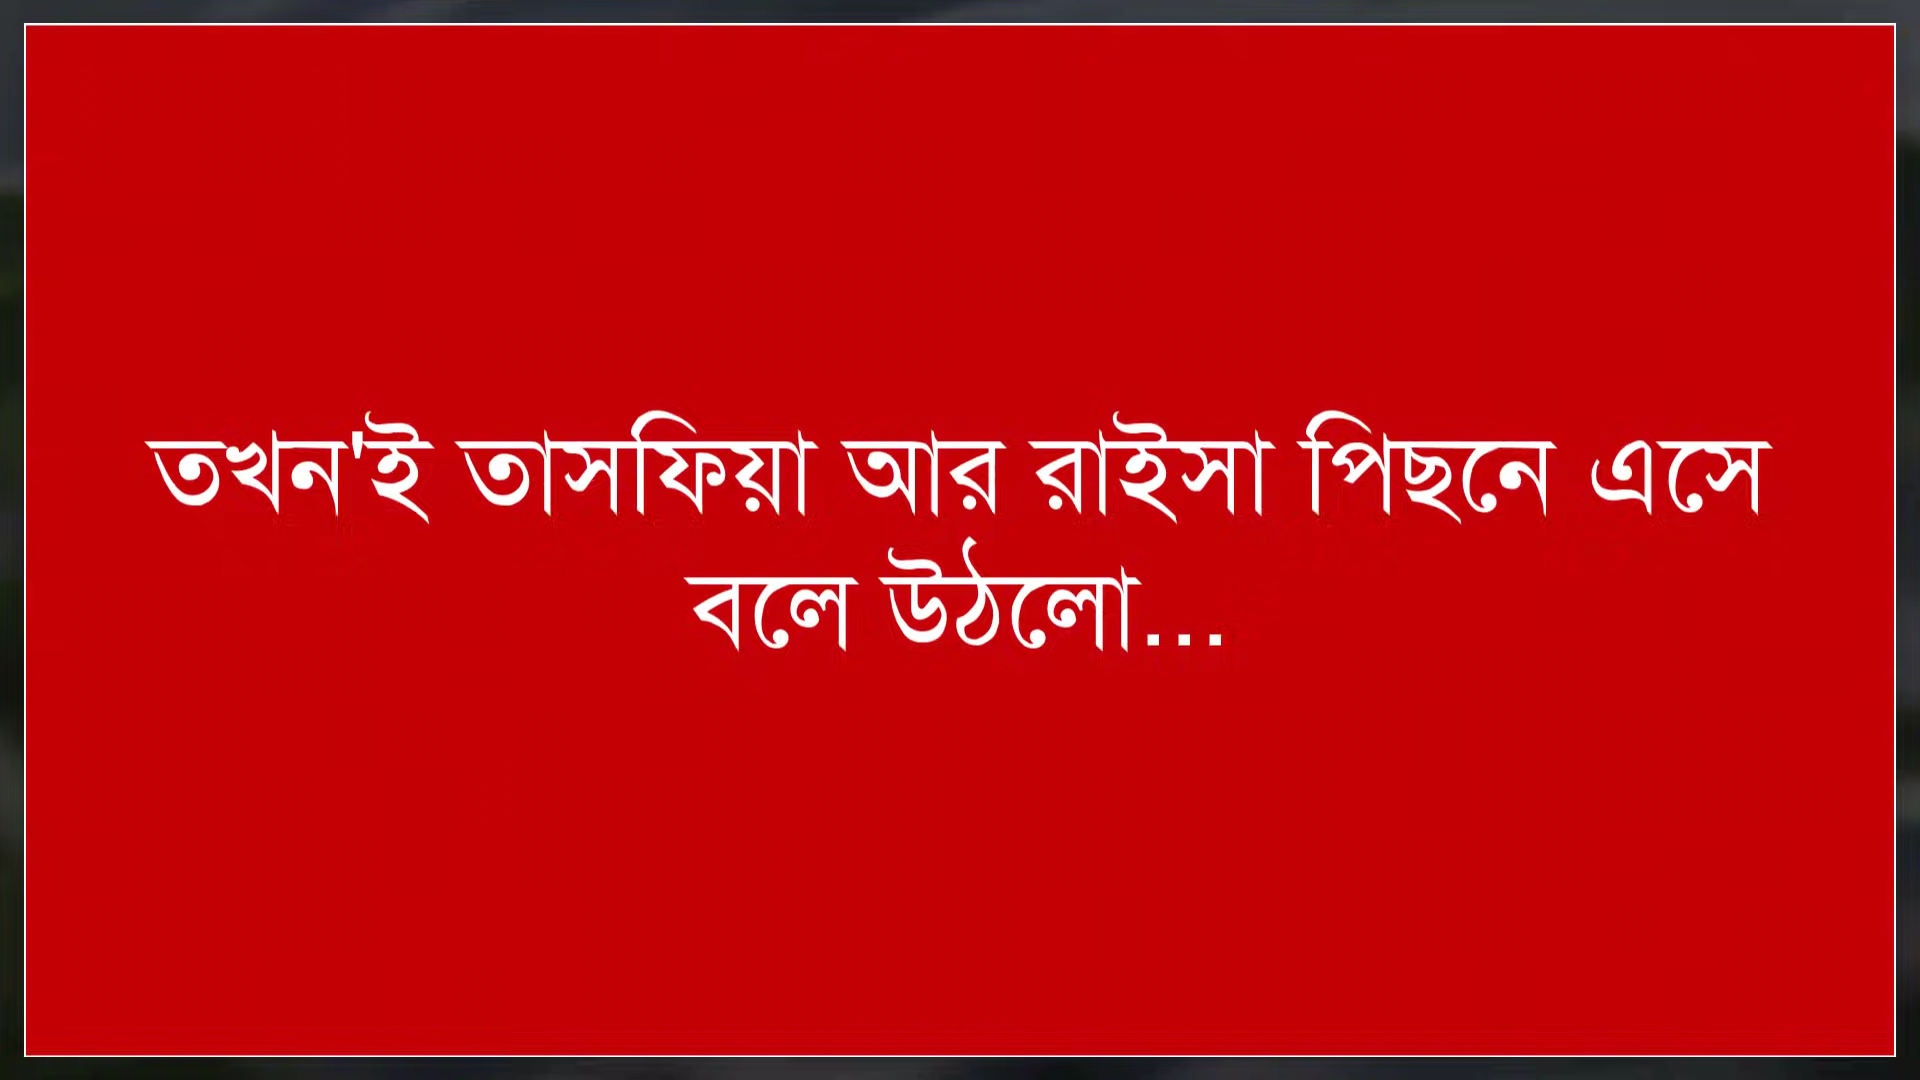 তখন'ই তাসফিয়া আর রাইসা পিছনে এসে
বলে উঠলো...